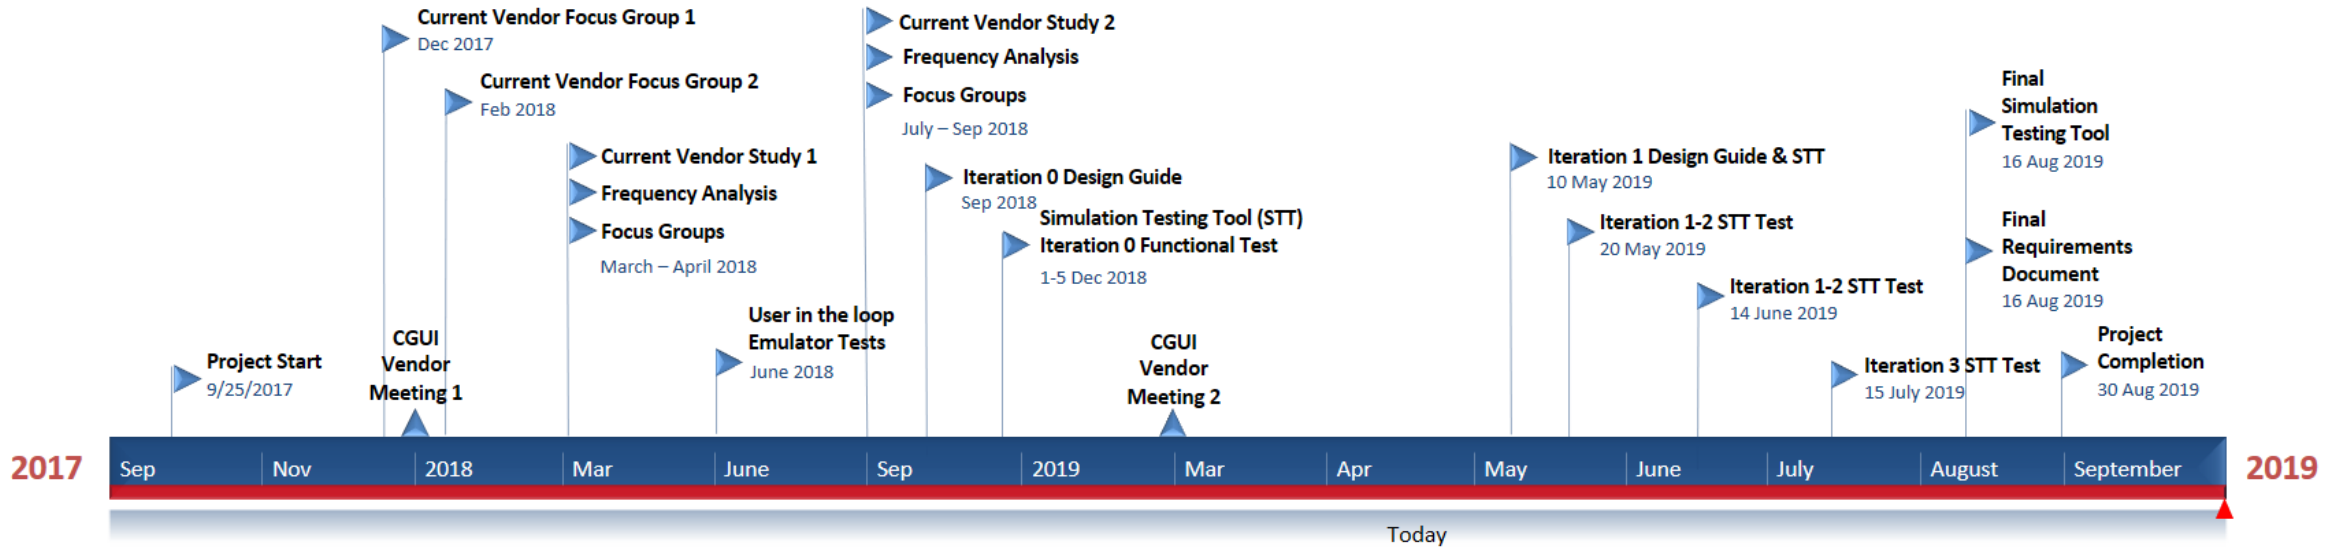 Current Vendor Focus Group 1
Dec 2017
Current Vendor Focus Group 2
Feb 2018
Current Vendor Study 1
Frequency Analysis
Focus Groups
March – April 2018
Current Vendor Study 2
Frequency Analysis
Focus Groups
July – Sep 2018
Iteration 0 Design Guide
Sep 2018
Simulation Testing Tool (STT)
Iteration 0 Functional Test
1-5 Dec 2018
User in the loop
Emulator Tests
June 2018
Project Start
9/25/2017
CGUI
Vendor
Meeting 1
CGUI
Vendor
Meeting 2
Iteration 1 Design Guide & STT
10 May 2019
Iteration 1-2 STT Test
20 May 2019
Iteration 1-2 STT Test
14 June 2019
Iteration 3 STT Test
15 July 2019
Final
Simulation
Testing Tool
16 Aug 2019
Final
Requirements
Document
16 Aug 2019
Project
Completion
30 Aug 2019
2017
Sep
Nov
2018
Mar
June
Sep
2019
Mar
Apr
May
June
July
August
September
2019
Today